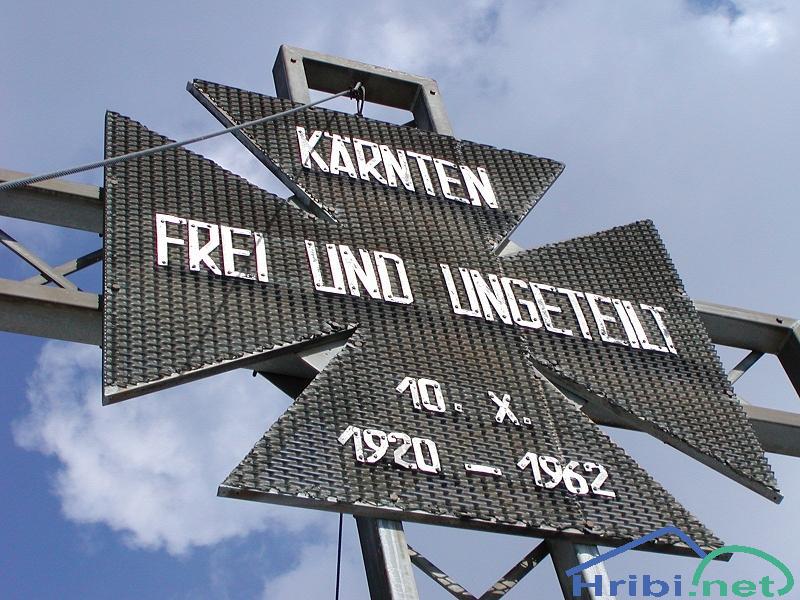 KÄRNTEN
FREI UND UNGETEILT
10. X.
1920 – 1962
Hribi.net